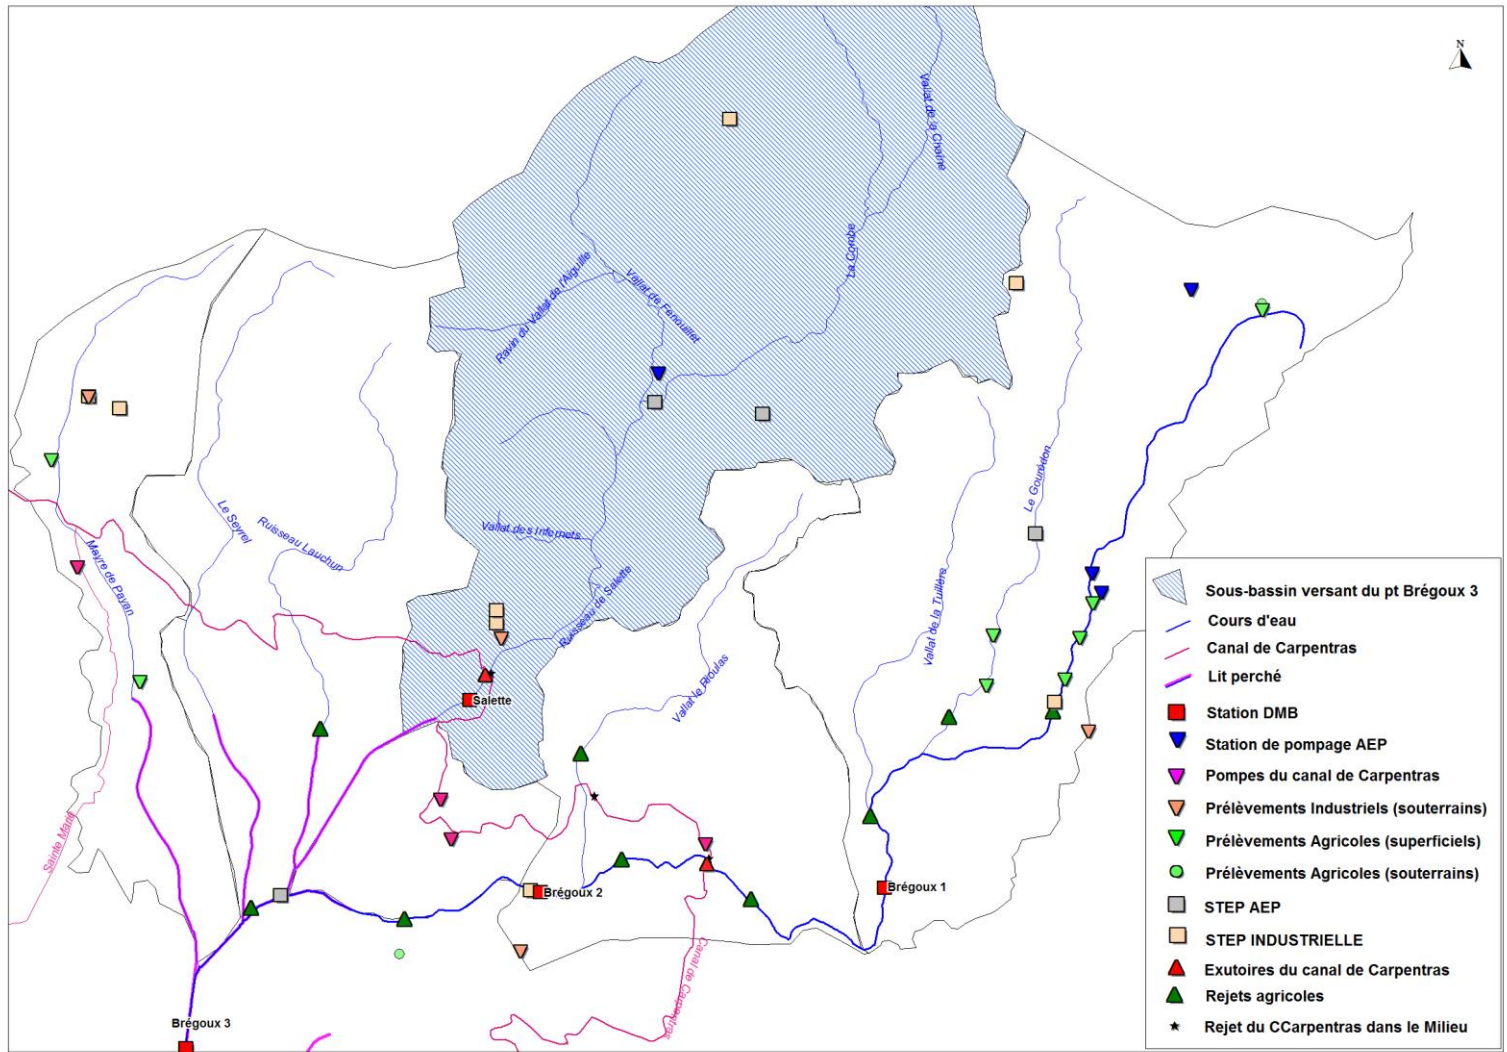 N
Vallat de la Chaîne
La Combe
Ravin du Vallat de l'Aiguille
Vallat de Fenouillet
Le Gourédon
Le Seyrel
Ruisseau Lauchun
Vallat des Infernets
Mayre de Payan
Ruisseau de Salette
Vallat de la Tuillère
Vallat le Rioulas
Salette
Sainte Marie
Brégoux 1
Brégoux 2
Canal de Carpentras
Brégoux 3
Sous-bassin versant du pt Brégoux 3
Cours d'eau
Canal de Carpentras
Lit perché
Station DMB
Station de pompage AEP
Pompes du canal de Carpentras
Prélèvements Industriels (souterrains)
Prélèvements Agricoles (superficiels)
Prélèvements Agricoles (souterrains)
STEP AEP
STEP INDUSTRIELLE
Exutoires du canal de Carpentras
Rejets agricoles
Rejet du CCarpentras dans le Milieu